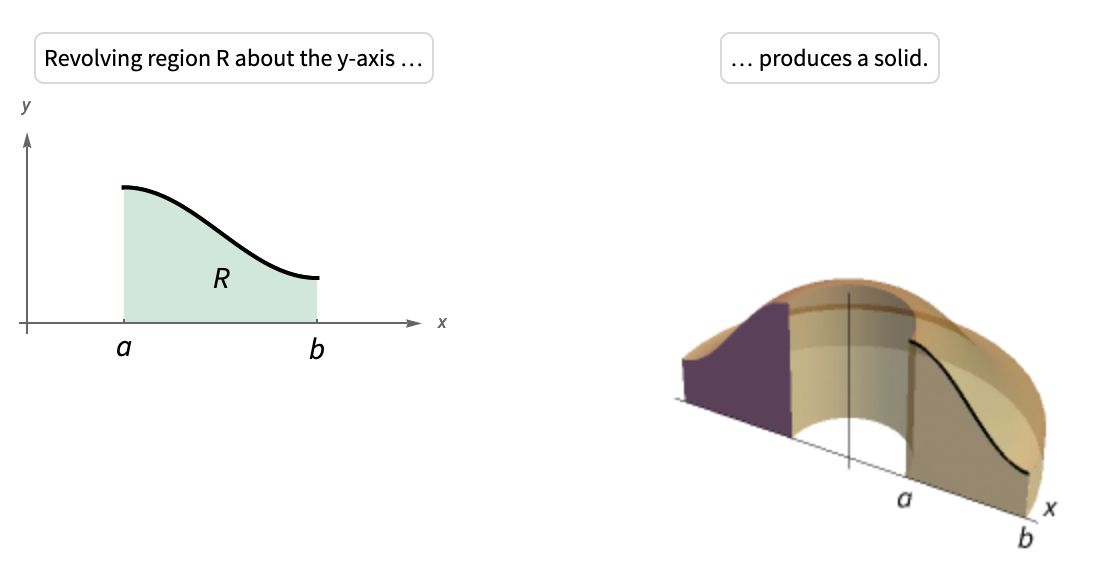 Revolving region R about the y-axis …
… produces a solid.
y
R
x
a
b
a
x
b